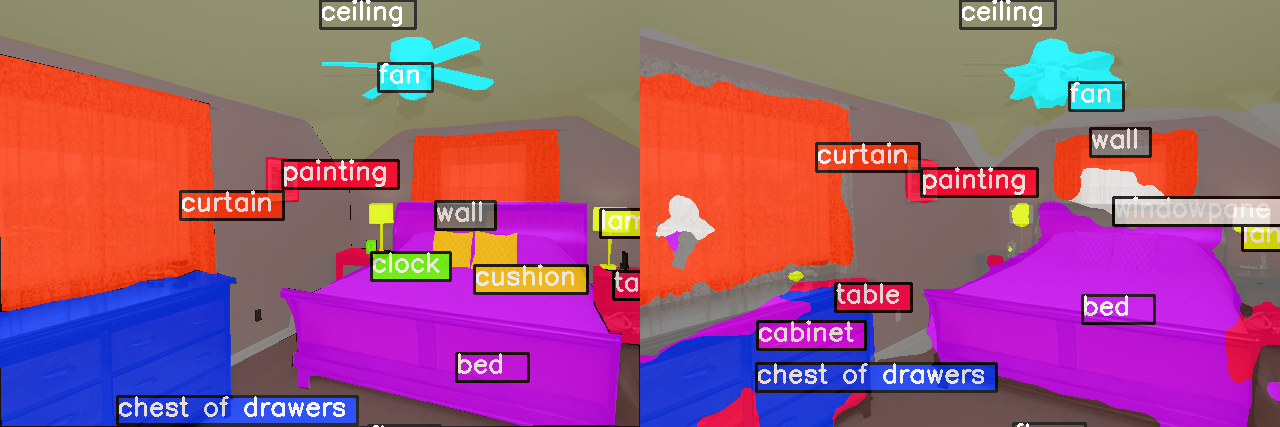 ceiling
fan
painting
curtain
wall
clock
cushion
bed
chest of drawers
ceiling
fan
wall
curtain
painting
windowpane
table
bed
cabinet
chest of drawers